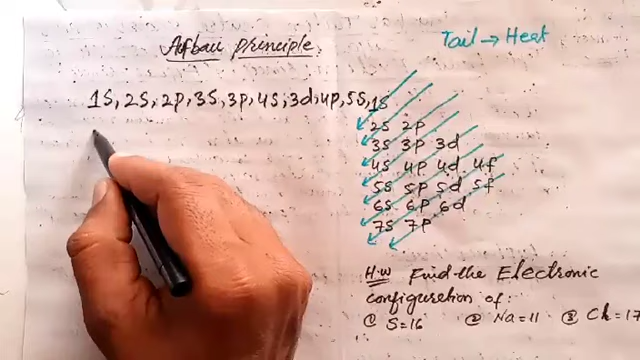 Aufbau principle
Tail → Heat
1S, 2S, 2p, 3S, 3p, 4S, 3d, 4p, 5S,
1S
2S 2p
3S 3p 3d
4S 4p 4d 4f
5S 5p 5d 5f
6S 6p 6d
7S 7p
H.W Find the Electronic
configuration of:
① S=16 ② Na=11 ③ Ch=17